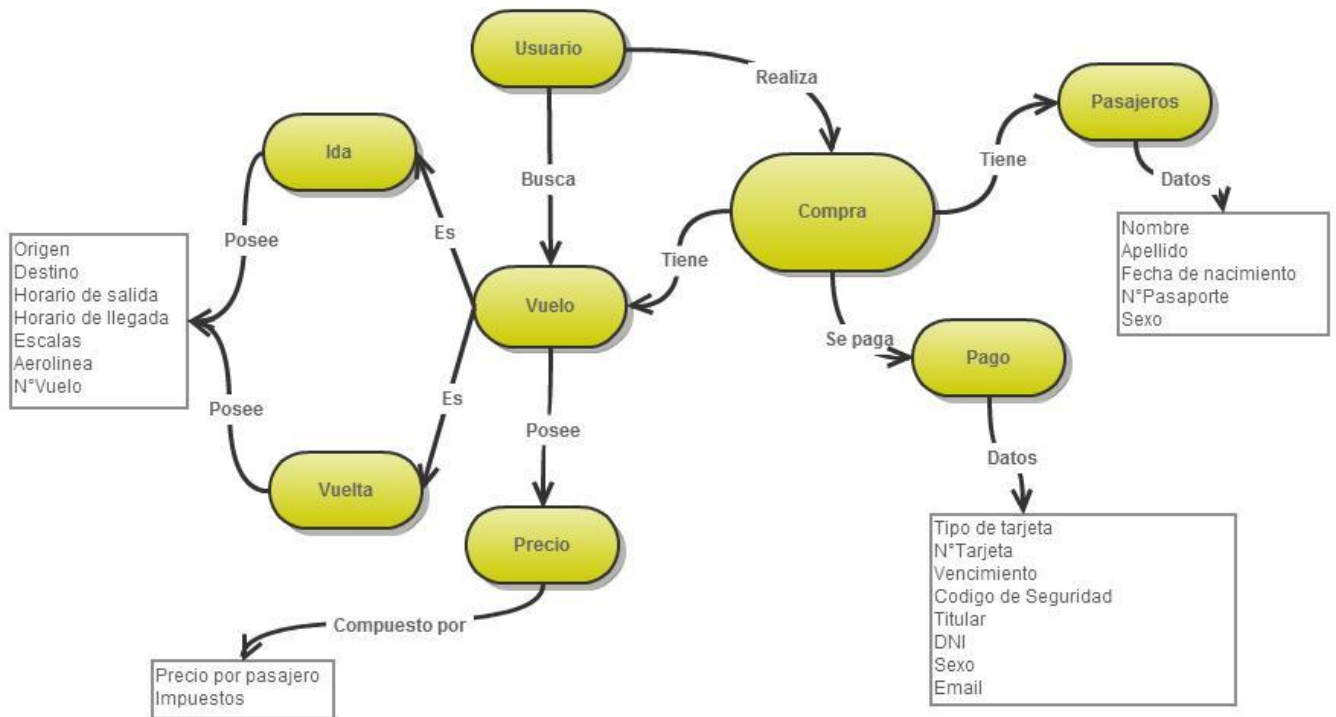 Usuario
Realiza
Pasajeros
Ida
Tiene
Busca
Datos
Compra
Nombre
Apellido
Fecha de nacimiento
N°Pasaporte
Sexo
Posee
Es
Origen
Destino
Horario de salida
Horario de llegada
Escalas
Aerolinea
N°Vuelo
Tiene
Vuelo
Se paga
Pago
Es
Posee
Posee
Datos
Vuelta
Precio
Tipo de tarjeta
N°Tarjeta
Vencimiento
Codigo de Seguridad
Titular
DNI
Sexo
Email
Compuesto por
Precio por pasajero
Impuestos